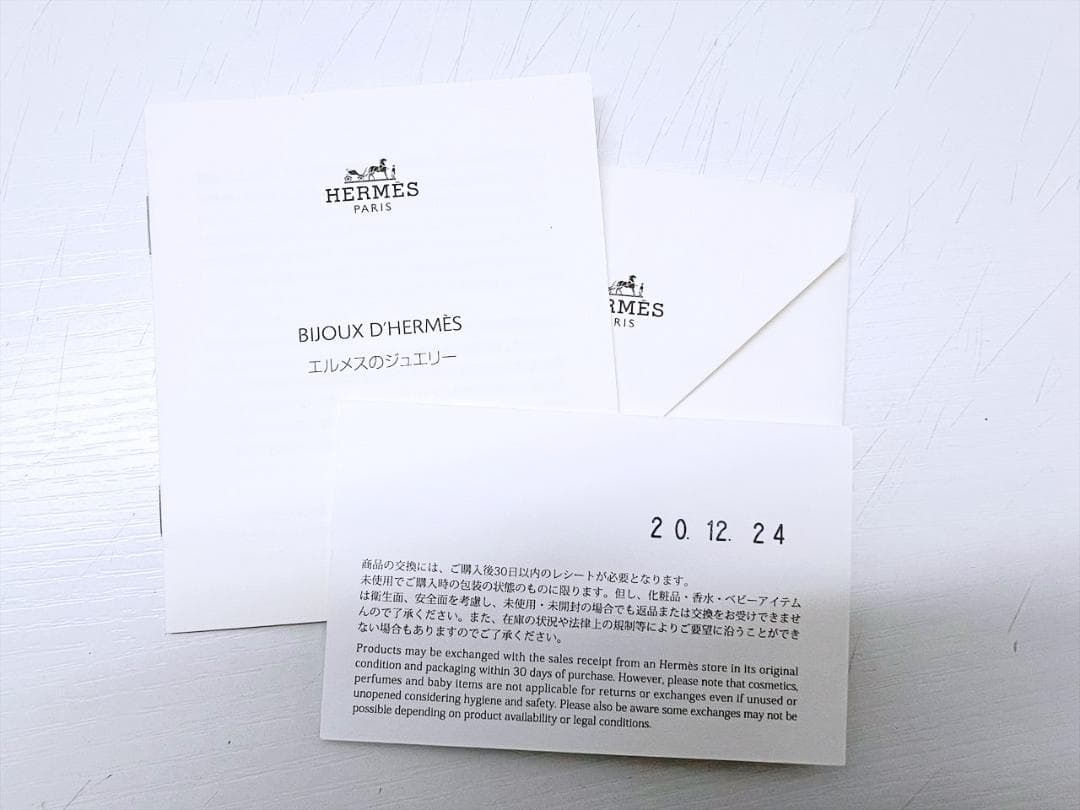 HERMÈS
PARIS
BIJOUX D'HERMÈS
エルメスのジュエリー
RMÈS
RIS
20. 12. 24
商品の交換には、ご購入後30日以内のレシートが必要となります。
未使用でご購入時の包装の状態のものに限ります。但し、化粧品・香水・ベビーアイテム
は衛生面、安全面を考慮し、未使用・未開封の場合でも返品または交換をお受けできませ
んので了承ください。また、在庫の状況や法律上の規制等によりご要望に沿うことができ
ない場合もありますのでご了承ください。
Products may be exchanged with the sales receipt from an Hermès store in its original
condition and packaging within 30 days of purchase. However, please note that cosmetics,
perfumes and baby items are not applicable for returns or exchanges even if unused or
unopened considering hygiene and safety. Please also be aware some exchanges may not be
possible depending on product availability or legal conditions.